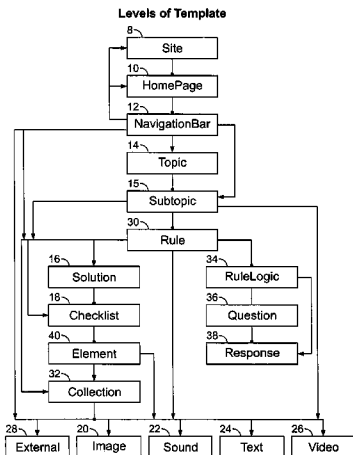 Levels of Template
8
Site
10
HomePage
12
NavigationBar
14
Topic
15
Subtopic
30
Rule
16
Solution
34
RuleLogic
18
Checklist
36
Question
40
Element
38
Response
32
Collection
28
External
20
Image
22
Sound
24
Text
26
Video